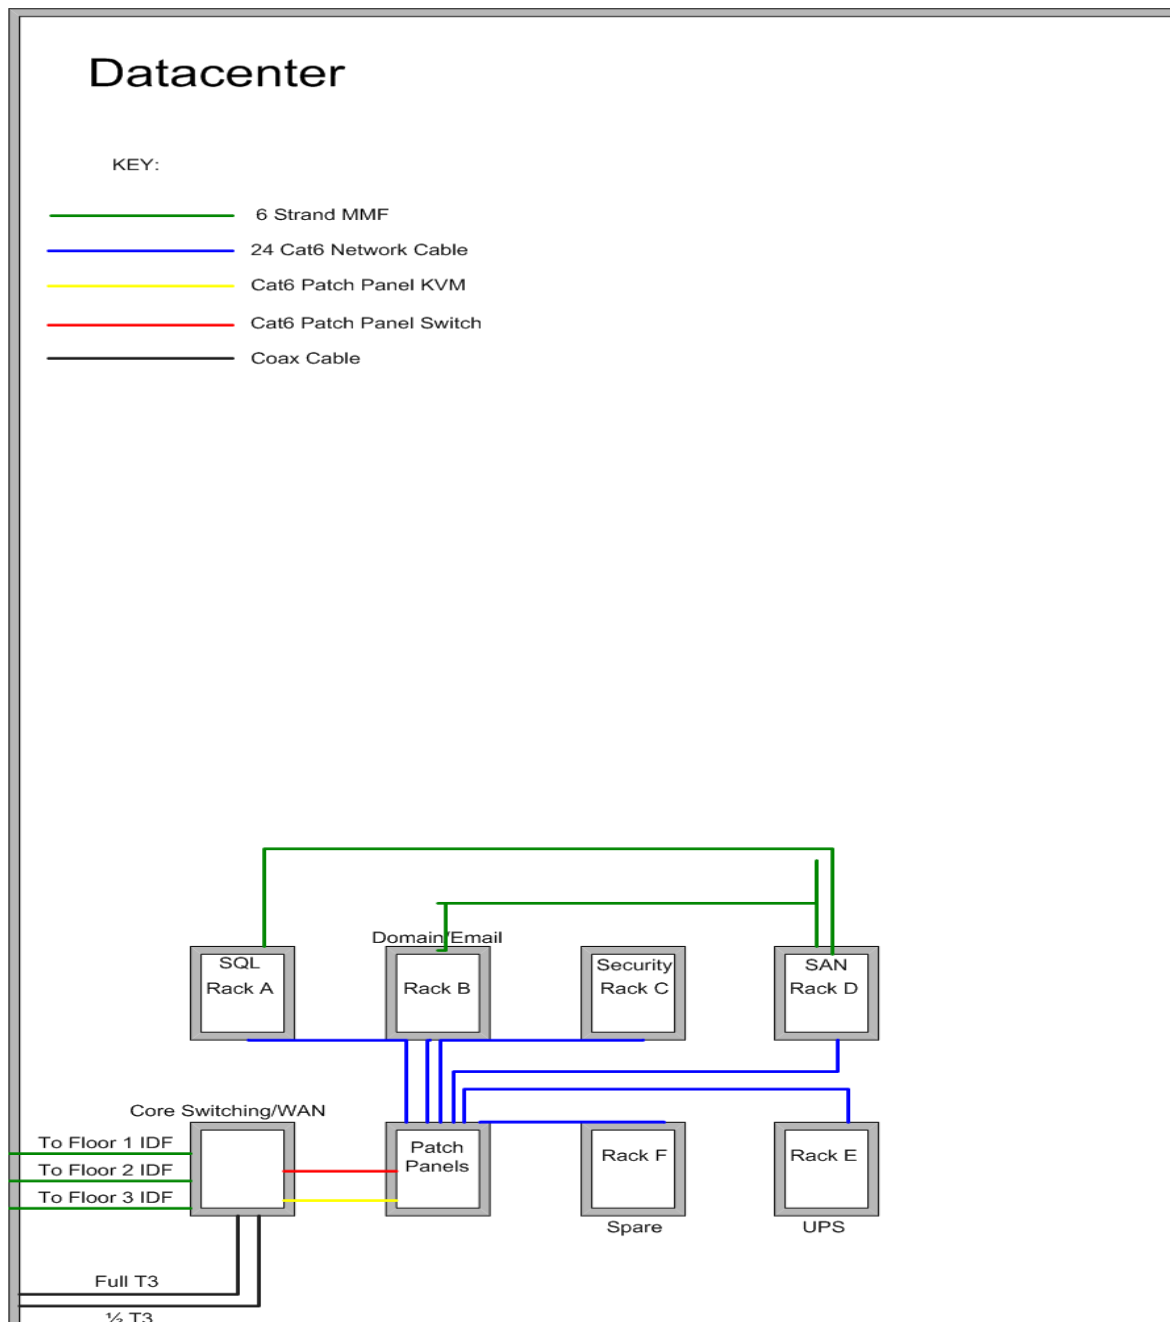 Datacenter
KEY:
6 Strand MMF
24 Cat6 Network Cable
Cat6 Patch Panel KVM
Cat6 Patch Panel Switch
Coax Cable
Domain/Email
SQL
Rack A
Rack B
Security
Rack C
SAN
Rack D
Core Switching/WAN
To Floor 1 IDF
To Floor 2 IDF
To Floor 3 IDF
Patch
Panels
Rack F
Rack E
Spare
UPS
Full T3
½ T3